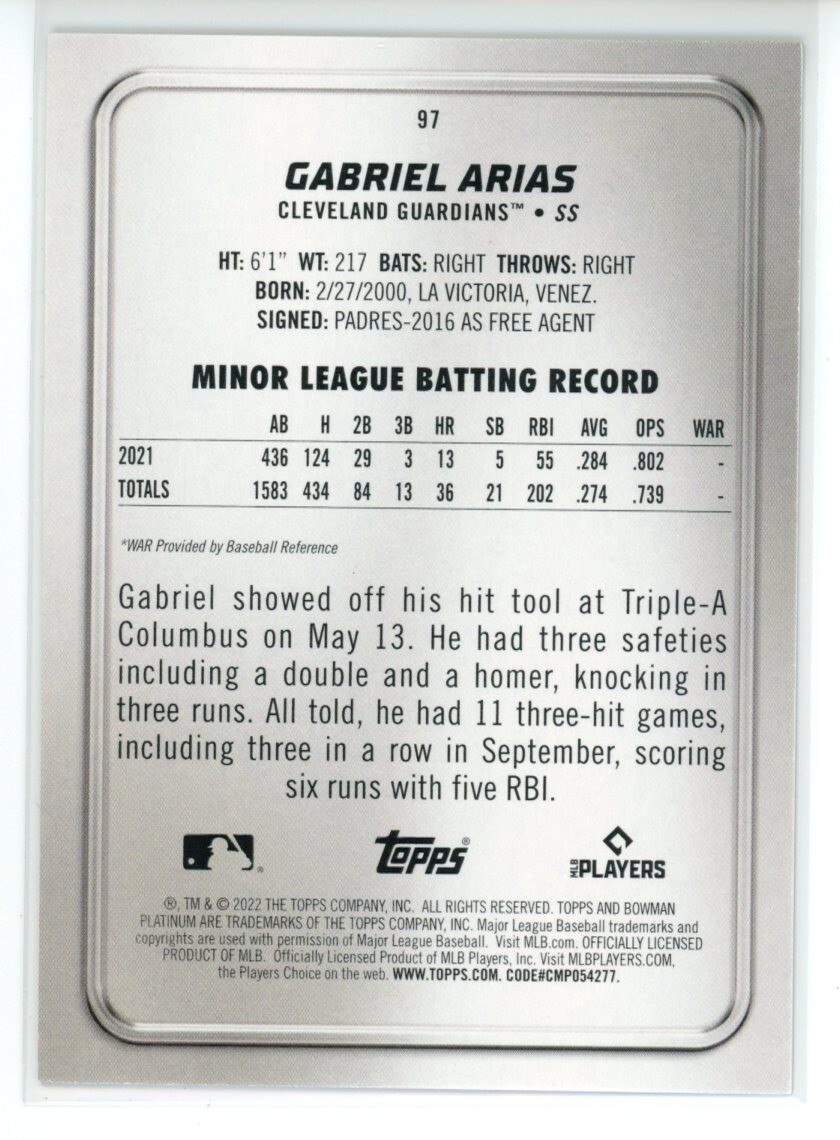 97
GABRIEL ARIAS
CLEVELAND GUARDIANS™ • SS
HT: 6'1" WT: 217 BATS: RIGHT THROWS: RIGHT
BORN: 2/27/2000, LA VICTORIA, VENEZ.
SIGNED: PADRES-2016 AS FREE AGENT
MINOR LEAGUE BATTING RECORD
AB H 2B 3B HR SB RBI AVG OPS WAR
2021 436 124 29 3 13 5 55 .284 .802 -
TOTALS 1583 434 84 13 36 21 202 .274 .739 -
*WAR Provided by Baseball Reference
Gabriel showed off his hit tool at Triple-A
Columbus on May 13. He had three safeties
including a double and a homer, knocking in
three runs. All told, he had 11 three-hit games,
including three in a row in September, scoring
six runs with five RBI.
® Topps® MLB PLAYERS
®, TM & © 2022 THE TOPPS COMPANY, INC. ALL RIGHTS RESERVED. TOPPS AND BOWMAN
PLATINUM ARE TRADEMARKS OF THE TOPPS COMPANY, INC. Major League Baseball trademarks and
copyrights are used with permission of Major League Baseball. Visit MLB.com. OFFICIALLY LICENSED
PRODUCT OF MLB. Officially Licensed Product of MLB Players, Inc. Visit MLBPLAYERS.COM,
the Players Choice on the web. WWW.TOPPS.COM. CODE#CMP054277.